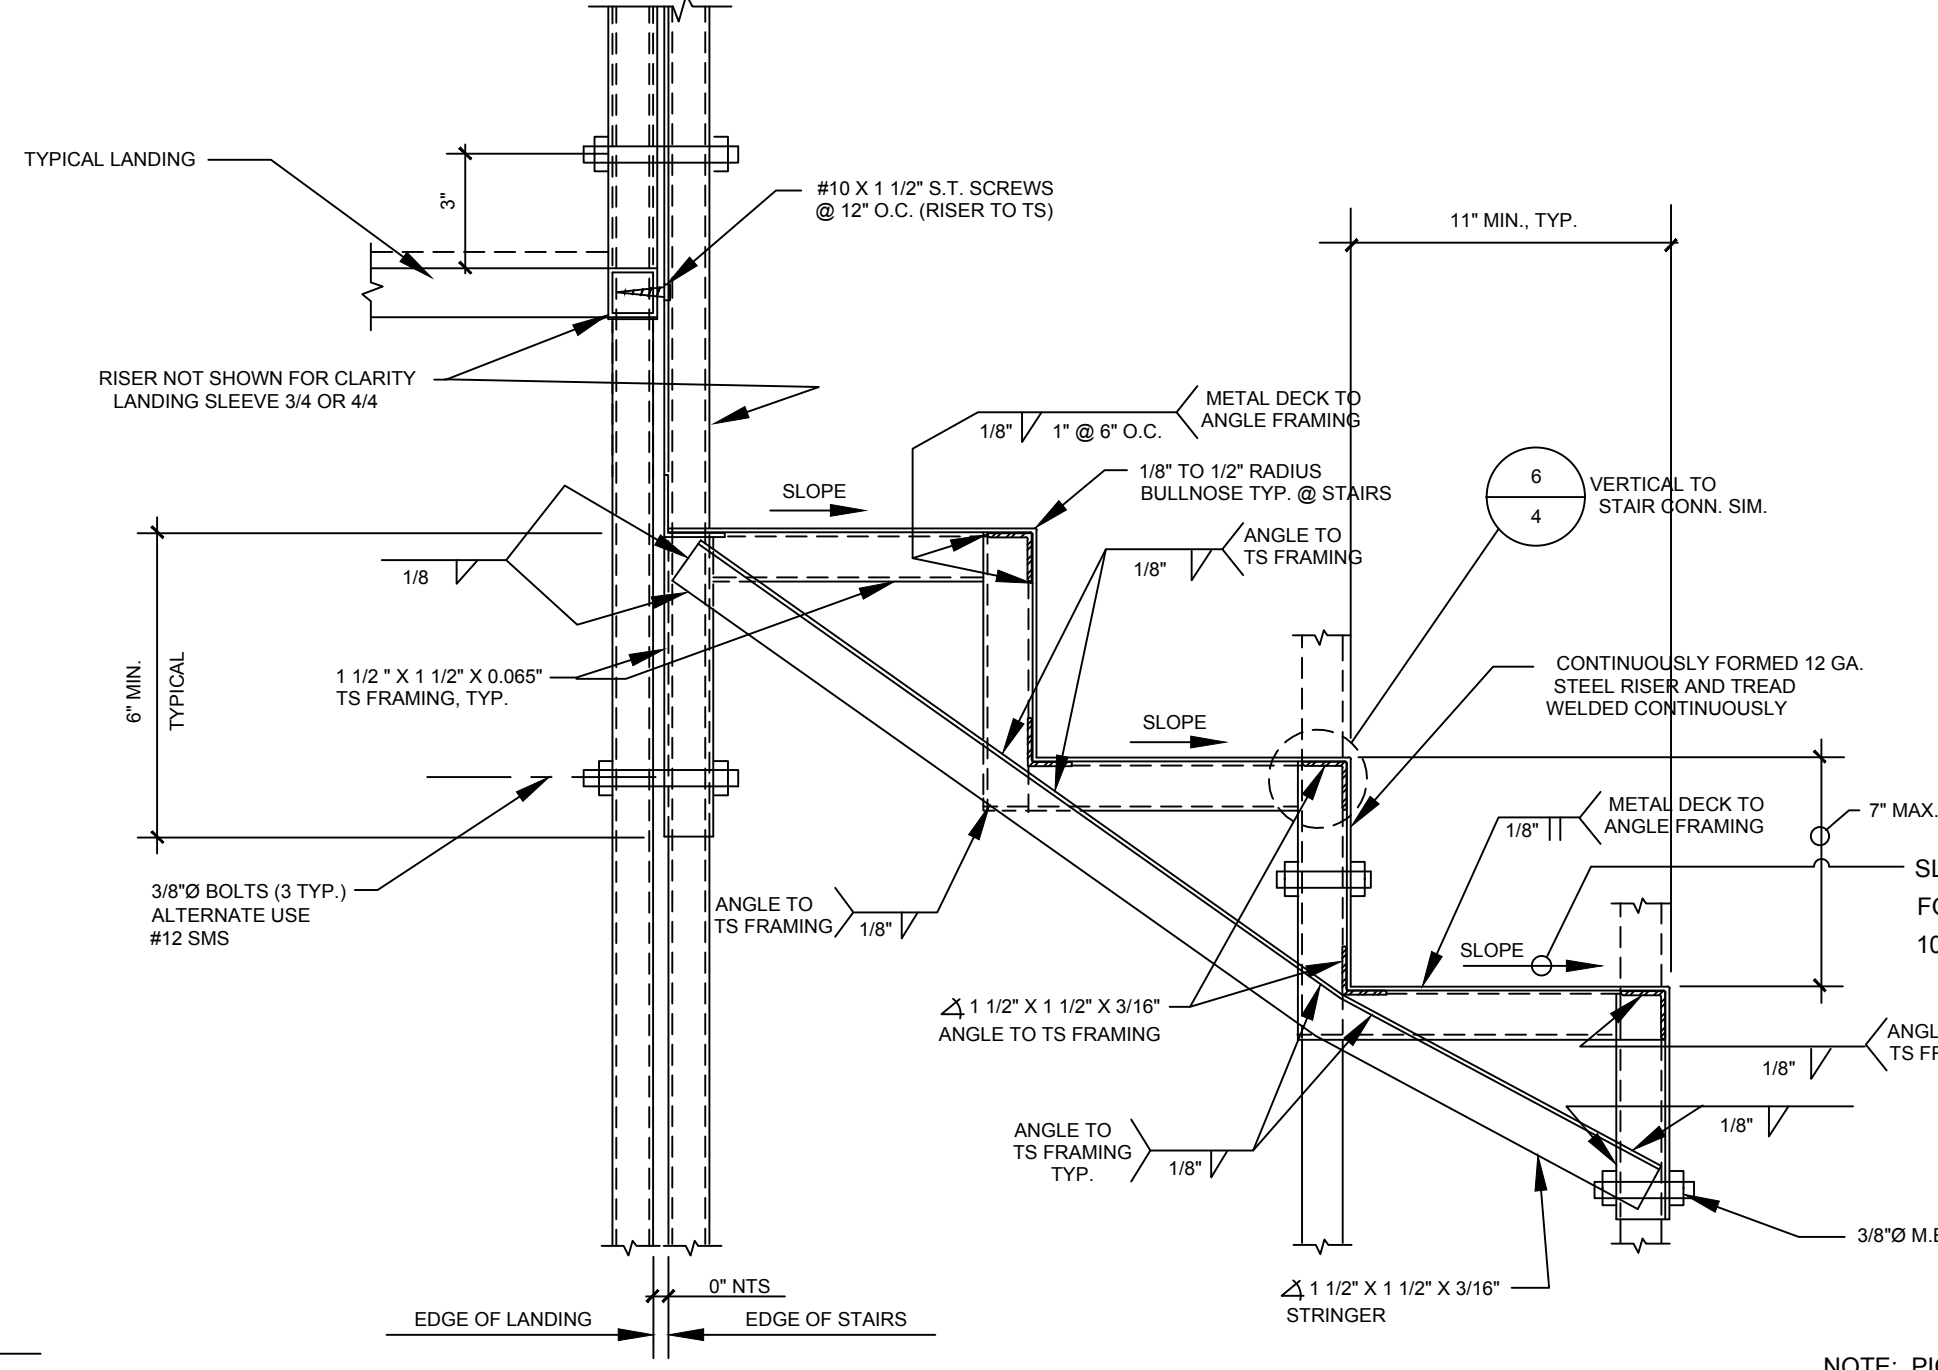 TYPICAL LANDING
3"
#10 X 1 1/2" S.T. SCREWS
@ 12" O.C. (RISER TO TS)
11" MIN., TYP.
RISER NOT SHOWN FOR CLARITY
LANDING SLEEVE 3/4 OR 4/4
METAL DECK TO
ANGLE FRAMING
1/8"
1" @ 6" O.C.
1/8" TO 1/2" RADIUS
BULLNOSE TYP. @ STAIRS
SLOPE
6
4
VERTICAL TO
STAIR CONN. SIM.
ANGLE TO
TS FRAMING
1/8"
1/8
6" MIN.
TYPICAL
1 1/2 " X 1 1/2" X 0.065"
TS FRAMING, TYP.
CONTINUOUSLY FORMED 12 GA.
STEEL RISER AND TREAD
WELDED CONTINUOUSLY
SLOPE
METAL DECK TO
ANGLE FRAMING
1/8"
7" MAX.
3/8"Ø BOLTS (3 TYP.)
ALTERNATE USE
#12 SMS
ANGLE TO
TS FRAMING
1/8"
SLOPE
10
1 1/2" X 1 1/2" X 3/16"
ANGLE TO TS FRAMING
1/8"
ANGLE TO
TS FRAMING
TYP.
1/8"
1/8"
3/8"Ø
1 1/2" X 1 1/2" X 3/16"
STRINGER
0" NTS
EDGE OF LANDING
EDGE OF STAIRS
NOTE: